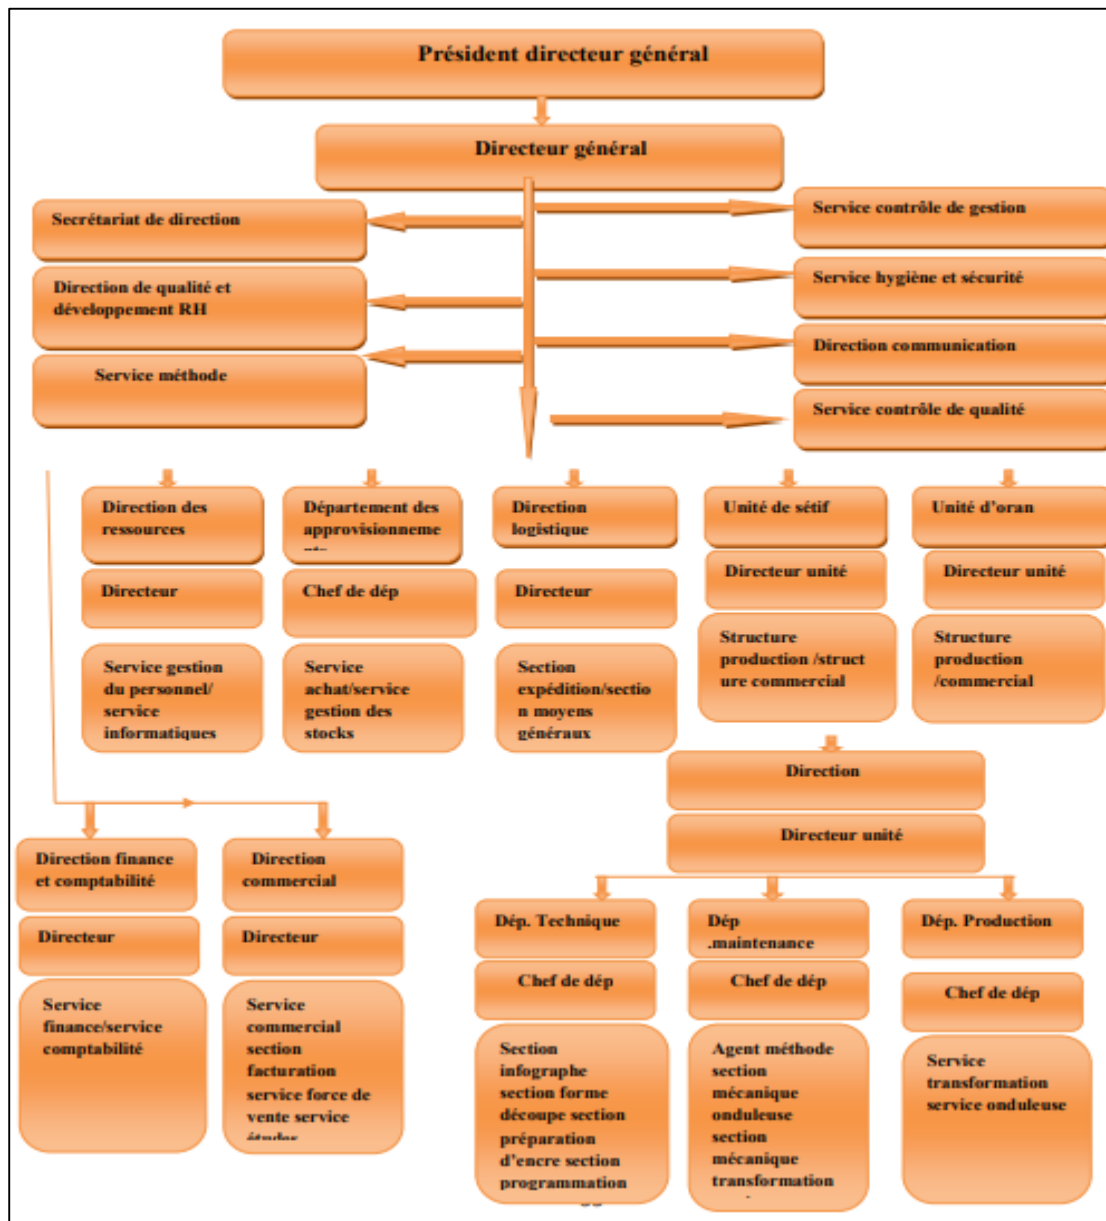 Président directeur général
Directeur général
Secrétariat de direction
Direction de qualité et
développement RH
Service méthode
Service contrôle de gestion
Service hygiène et sécurité
Direction communication
Service contrôle de qualité
Direction des
ressources
Directeur
Service gestion
du personnel/
service
informatiques
Département des
approvisionneme
Chef de dép
Service
achat/service
gestion des
stocks
Direction
logistique
Directeur
Section
expédition/sectio
n moyens
généraux
Unité de sétif
Directeur unité
Structure
production /struct
ure commercial
Unité d'oran
Directeur unité
Structure
production
/commercial
Direction
Directeur unité
Direction finance
et comptabilité
Directeur
Service
finance/service
comptabilité
Direction
commercial
Directeur
Service
commercial
section
facturation
service force de
vente service
études
Dép. Technique
Chef de dép
Section
infographe
section forme
découpe section
préparation
d'encre section
programmation
Dép
.maintenance
Chef de dép
Agent méthode
section
mécanique
onduleuse
section
mécanique
transformation
Dép. Production
Chef de dép
Service
transformation
service onduleuse